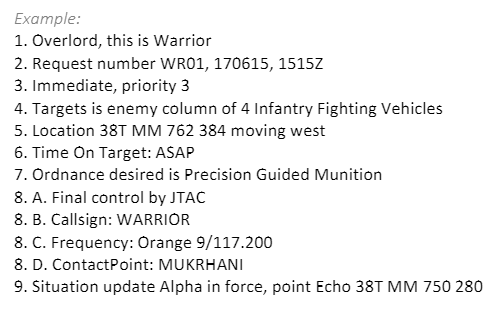 Example:
1. Overlord, this is Warrior
2. Request number WR01, 170615, 1515Z
3. Immediate, priority 3
4. Targets is enemy column of 4 Infantry Fighting Vehicles
5. Location 38T MM 762 384 moving west
6. Time On Target: ASAP
7. Ordnance desired is Precision Guided Munition
8. A. Final control by JTAC
8. B. Callsign: WARRIOR
8. C. Frequency: Orange 9/117.200
8. D. ContactPoint: MUKRHANI
9. Situation update Alpha in force, point Echo 38T MM 750 280